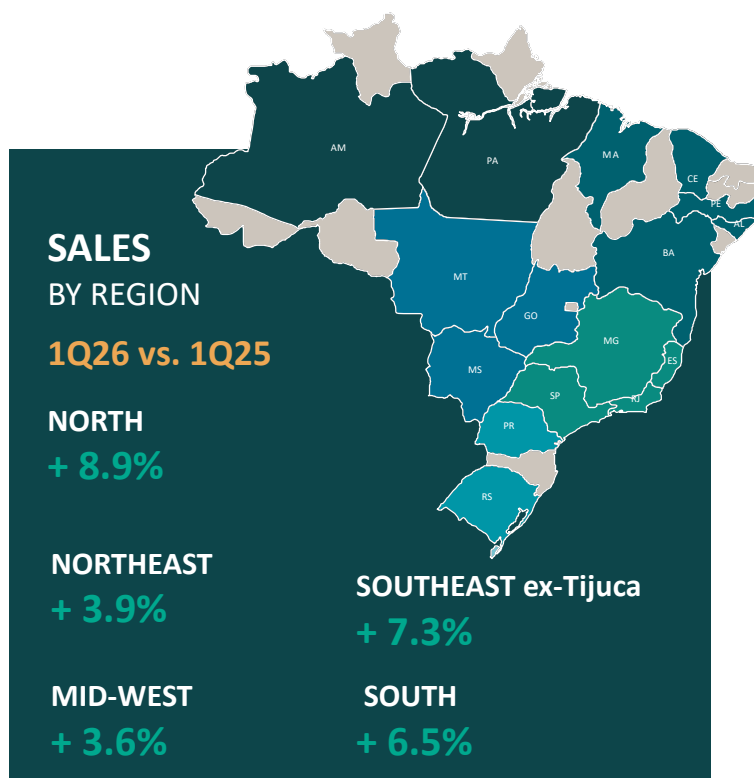 AM
PA
MA
CE
PE
AL
BA
MT
GO
MG
ES
MS
SP
RJ
PR
RS
SALES
BY REGION
1Q26 vs. 1Q25
NORTH
+ 8.9%
NORTHEAST
+ 3.9%
SOUTHEAST ex-Tijuca
+ 7.3%
MID-WEST
+ 3.6%
SOUTH
+ 6.5%